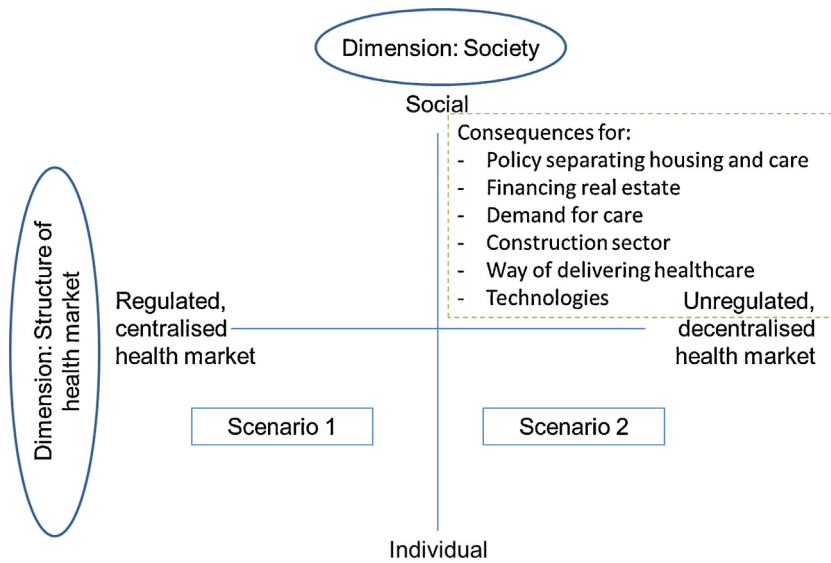 Dimension: Society
Social
Consequences for:
- Policy separating housing and care
- Financing real estate
- Demand for care
- Construction sector
- Way of delivering healthcare
- Technologies
Dimension: Structure of
health market
Regulated,
centralised
health market
Unregulated,
decentralised
health market
Scenario 1
Scenario 2
Individual